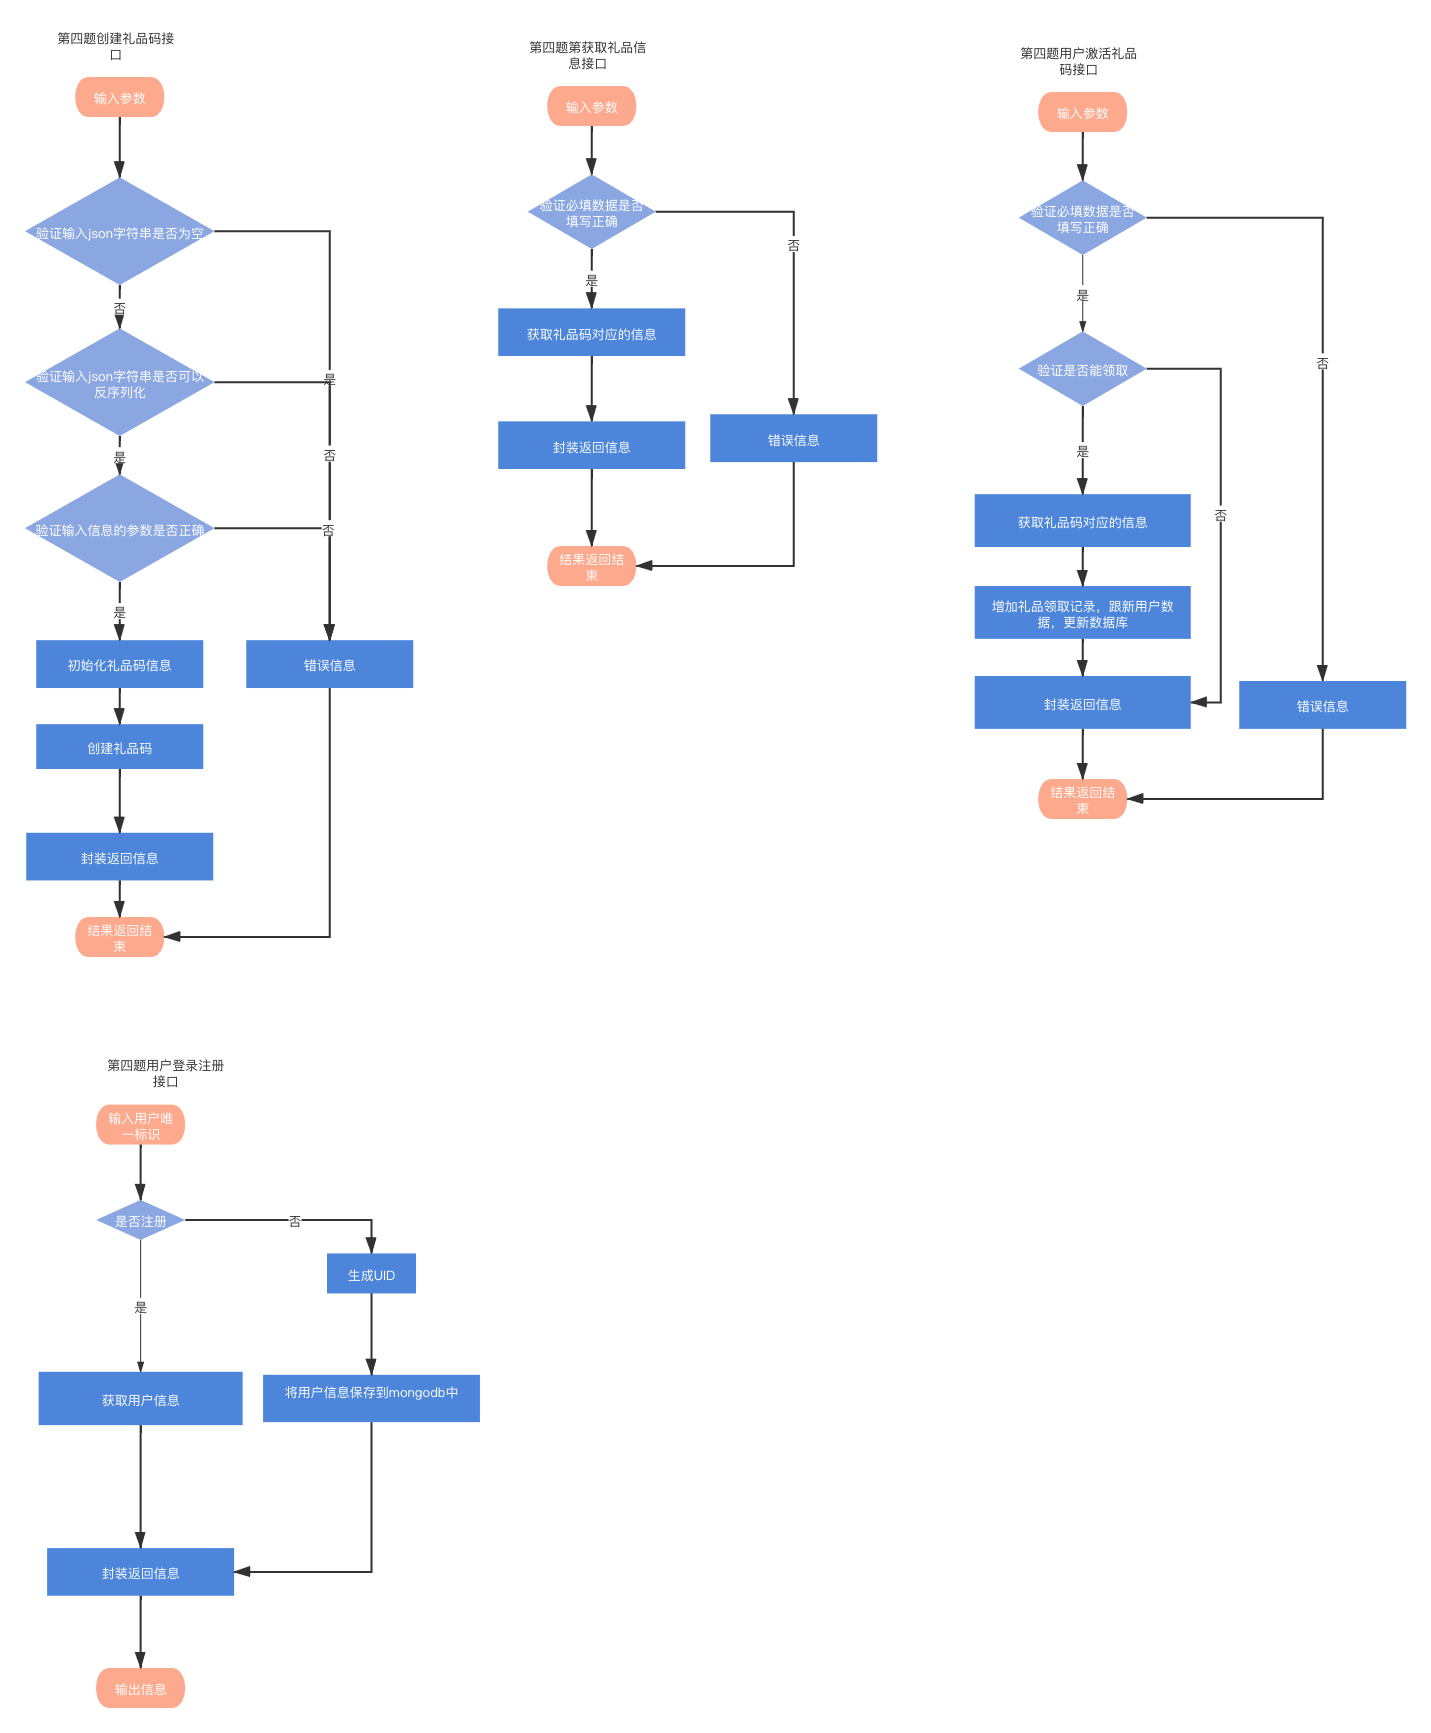 第四题创建礼品码接
口
输入参数
验证输入json字符串是否为空
是
否
验证输入json字符串是否可以
反序列化
否
是
验证输入信息的参数是否正确
否
是
初始化礼品码信息
错误信息
创建礼品码
封装返回信息
结果返回结
束
第四题第获取礼品信
息接口
输入参数
验证必填数据是否
填写正确
否
是
获取礼品码对应的信息
封装返回信息
错误信息
结果返回结
束
第四题用户激活礼品
码接口
输入参数
验证必填数据是否
填写正确
是
否
验证是否能领取
是
否
获取礼品码对应的信息
增加礼品领取记录，跟新用户数
据，更新数据库
封装返回信息
错误信息
结果返回结
束
第四题用户登录注册
接口
输入用户唯
一标识
是否注册
否
生成UID
是
将用户信息保存到mongodb中
获取用户信息
封装返回信息
输出信息